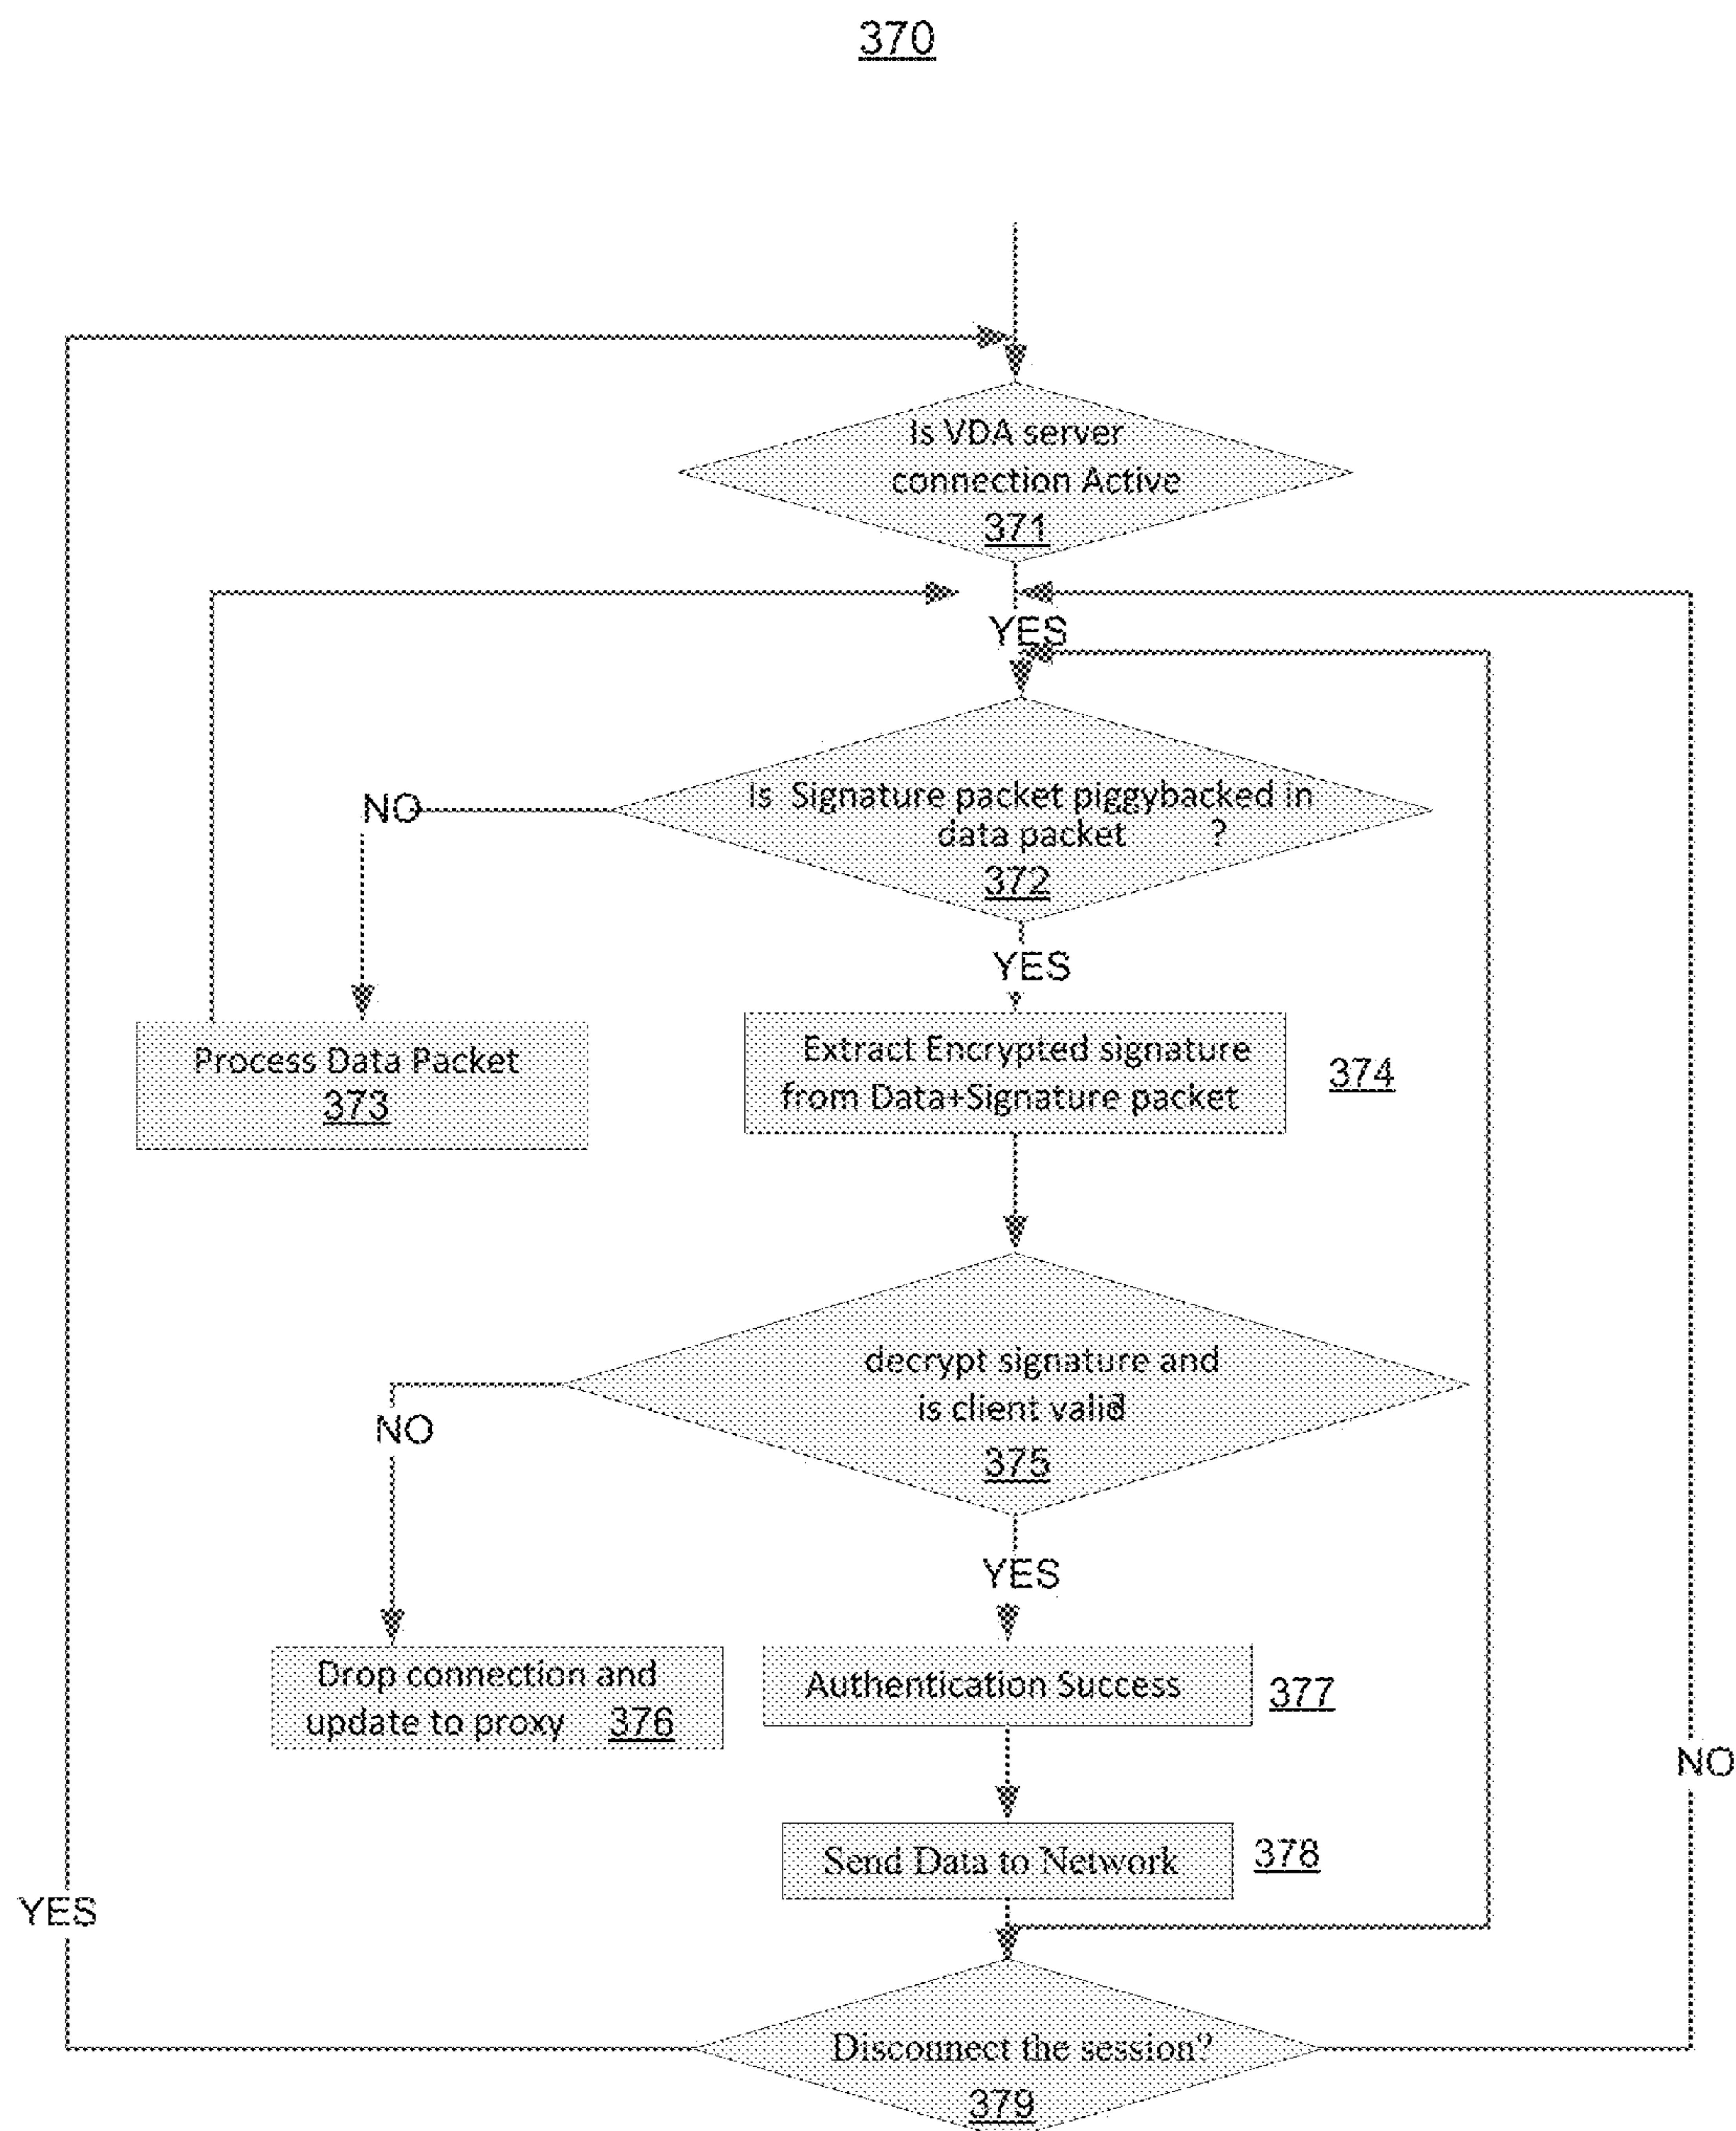 370
Is VDA server
connection Active
371
YES
Is Signature packet piggybacked in
data packet ?
372
NO
YES
Process Data Packet
373
Extract Encrypted signature
from Data+Signature packet
374
decrypt signature and
is client valid
375
NO
YES
Drop connection and
update to proxy 376
Authentication Success
377
NO
Send Data to Network
378
YES
Disconnect the session?
379